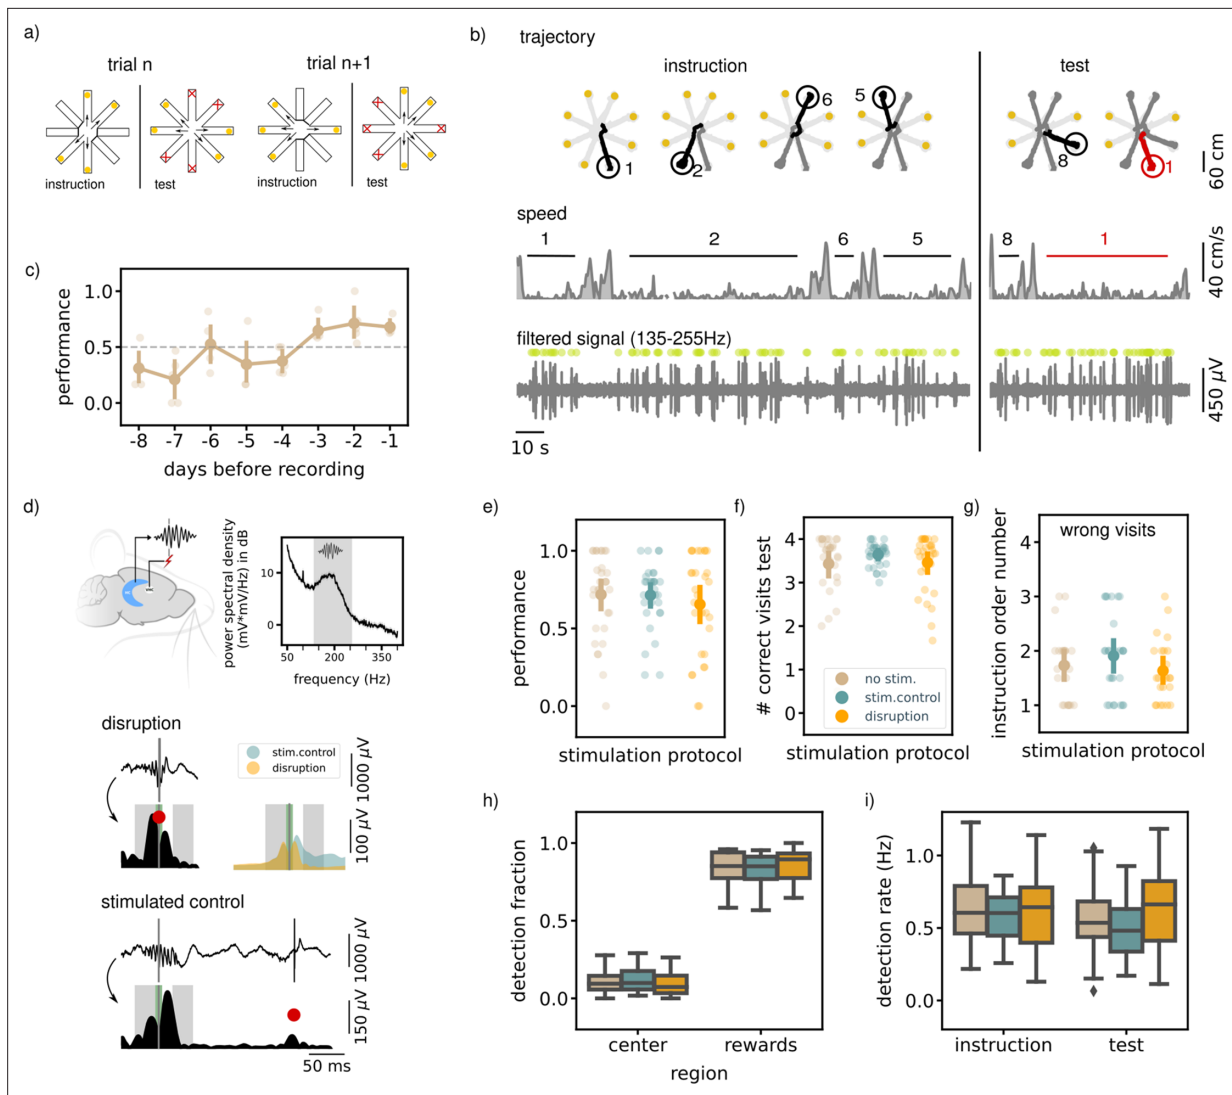 a)
trial n
trial n+1
instruction
test
instruction
test
b)
trajectory
instruction
test
1
2
6
5
8
1
60 cm
speed
1
2
6
5
8
1
40 cm/s
filtered signal (135-255Hz)
450 µV
10 s
c)
performance
1.0
0.5
0.0
-8 -7 -6 -5 -4 -3 -2 -1
days before recording
d)
power spectral density
(mV*mV/Hz) in dB
10
0
50 200 400
frequency (Hz)
disruption
1000 µV
stim.control
disruption
100 µV
stimulated control
1000 µV
150 µV
50 ms
e)
performance
1.0
0.5
0.0
stimulation protocol
f)
# correct visits test
4
3
2
1
0
no stim.
stim.control
disruption
stimulation protocol
g)
instruction order number
wrong visits
4
3
2
1
stimulation protocol
h)
detection fraction
1.0
0.5
0.0
center rewards
region
i)
detection rate (Hz)
1.0
0.5
0.0
instruction test